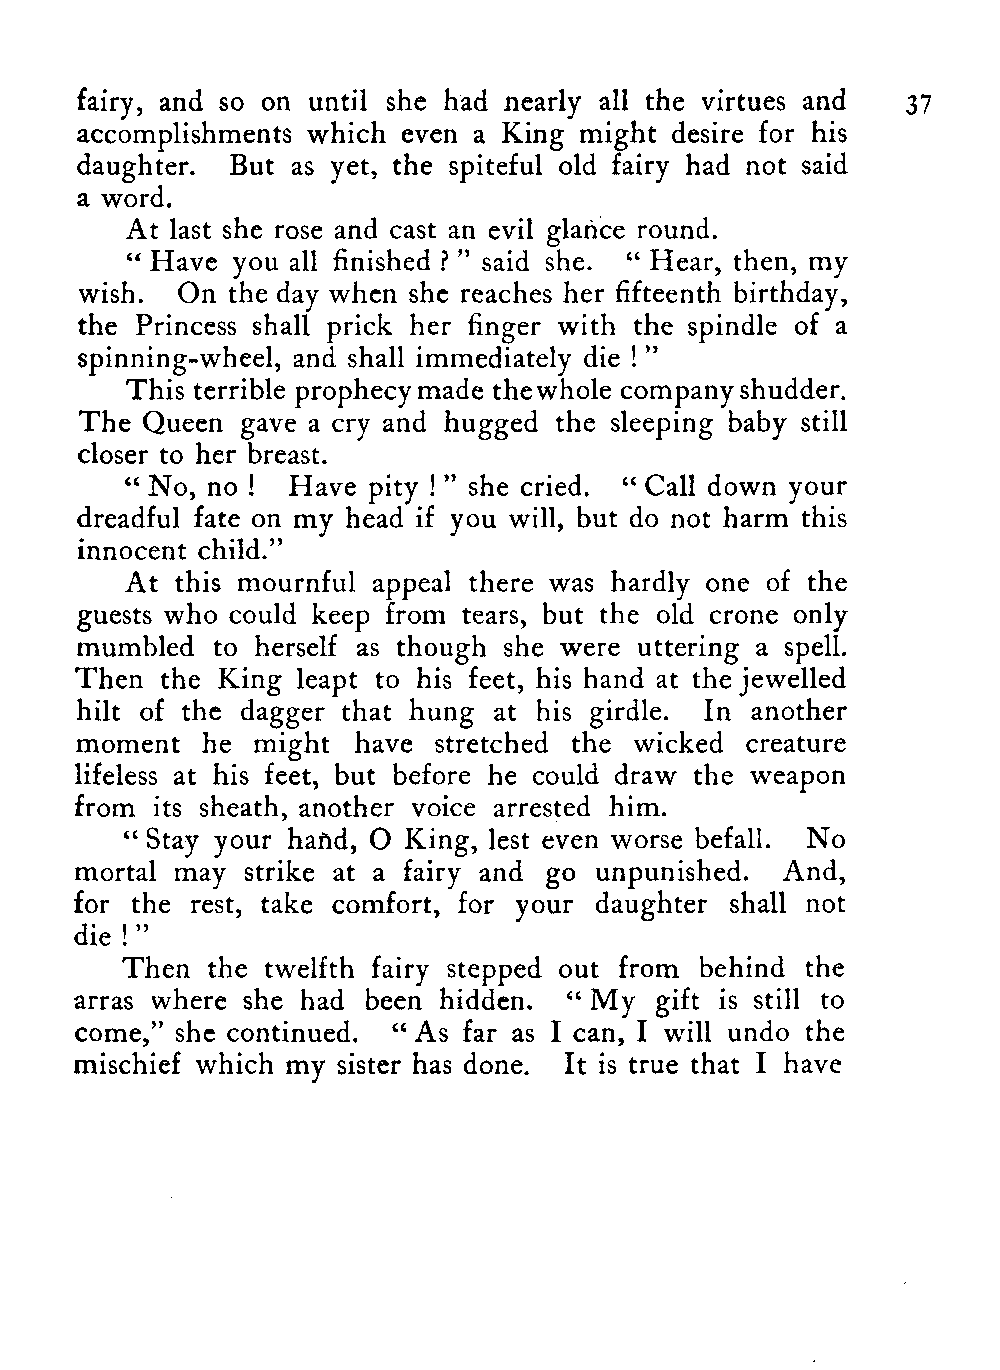 fairy, and so on until she had nearly all the virtues and 37
accomplishments which even a King might desire for his
daughter. But as yet, the spiteful old fairy had not said
a word.
At last she rose and cast an evil glance round.
“ Have you all finished ? ” said she. “ Hear, then, my
wish. On the day when she reaches her fifteenth birthday,
the Princess shall prick her finger with the spindle of a
spinning-wheel, and shall immediately die ! ”
This terrible prophecy made the whole company shudder.
The Queen gave a cry and hugged the sleeping baby still
closer to her breast.
“ No, no ! Have pity ! ” she cried. “ Call down your
dreadful fate on my head if you will, but do not harm this
innocent child.”
At this mournful appeal there was hardly one of the
guests who could keep from tears, but the old crone only
mumbled to herself as though she were uttering a spell.
Then the King leapt to his feet, his hand at the jewelled
hilt of the dagger that hung at his girdle. In another
moment he might have stretched the wicked creature
lifeless at his feet, but before he could draw the weapon
from its sheath, another voice arrested him.
“ Stay your hand, O King, lest even worse befall. No
mortal may strike at a fairy and go unpunished. And,
for the rest, take comfort, for your daughter shall not
die ! ”
Then the twelfth fairy stepped out from behind the
arras where she had been hidden. “ My gift is still to
come,” she continued. “ As far as I can, I will undo the
mischief which my sister has done. It is true that I have